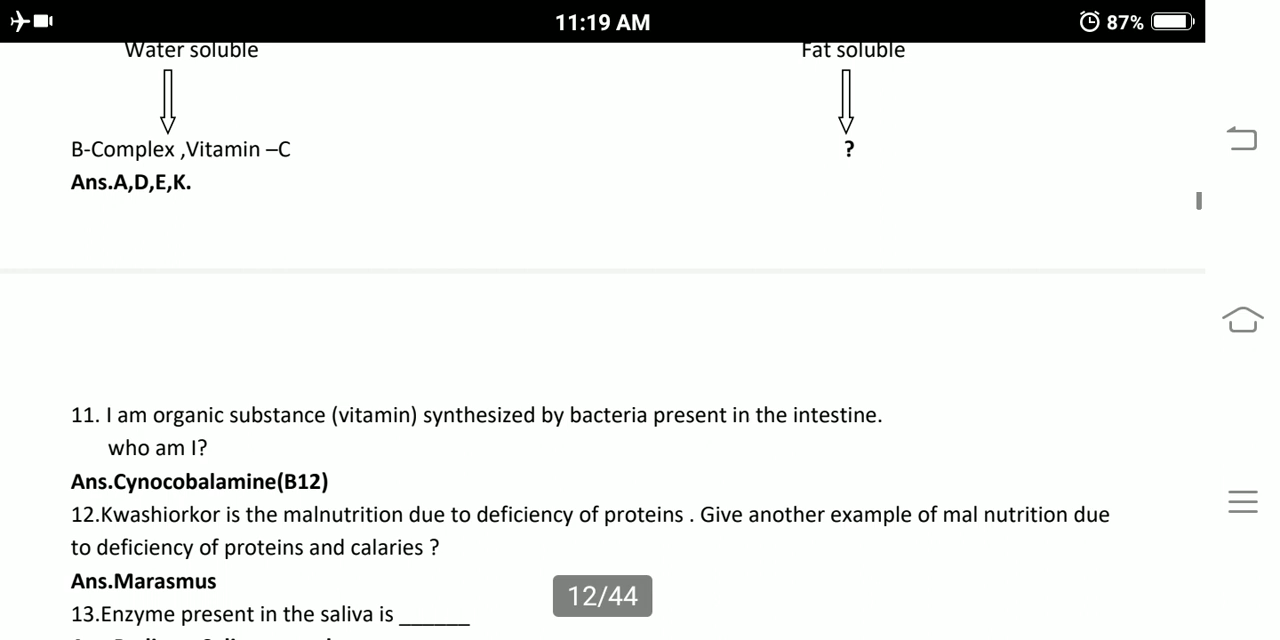 11:19 AM
87%
Water soluble Fat soluble
B-Complex ,Vitamin –C ?
Ans.A,D,E,K.
11. I am organic substance (vitamin) synthesized by bacteria present in the intestine.
who am I?
Ans.Cynocobalamine(B12)
12.Kwashiorkor is the malnutrition due to deficiency of proteins . Give another example of mal nutrition due
to deficiency of proteins and calaries ?
Ans.Marasmus
12/44
13.Enzyme present in the saliva is ______